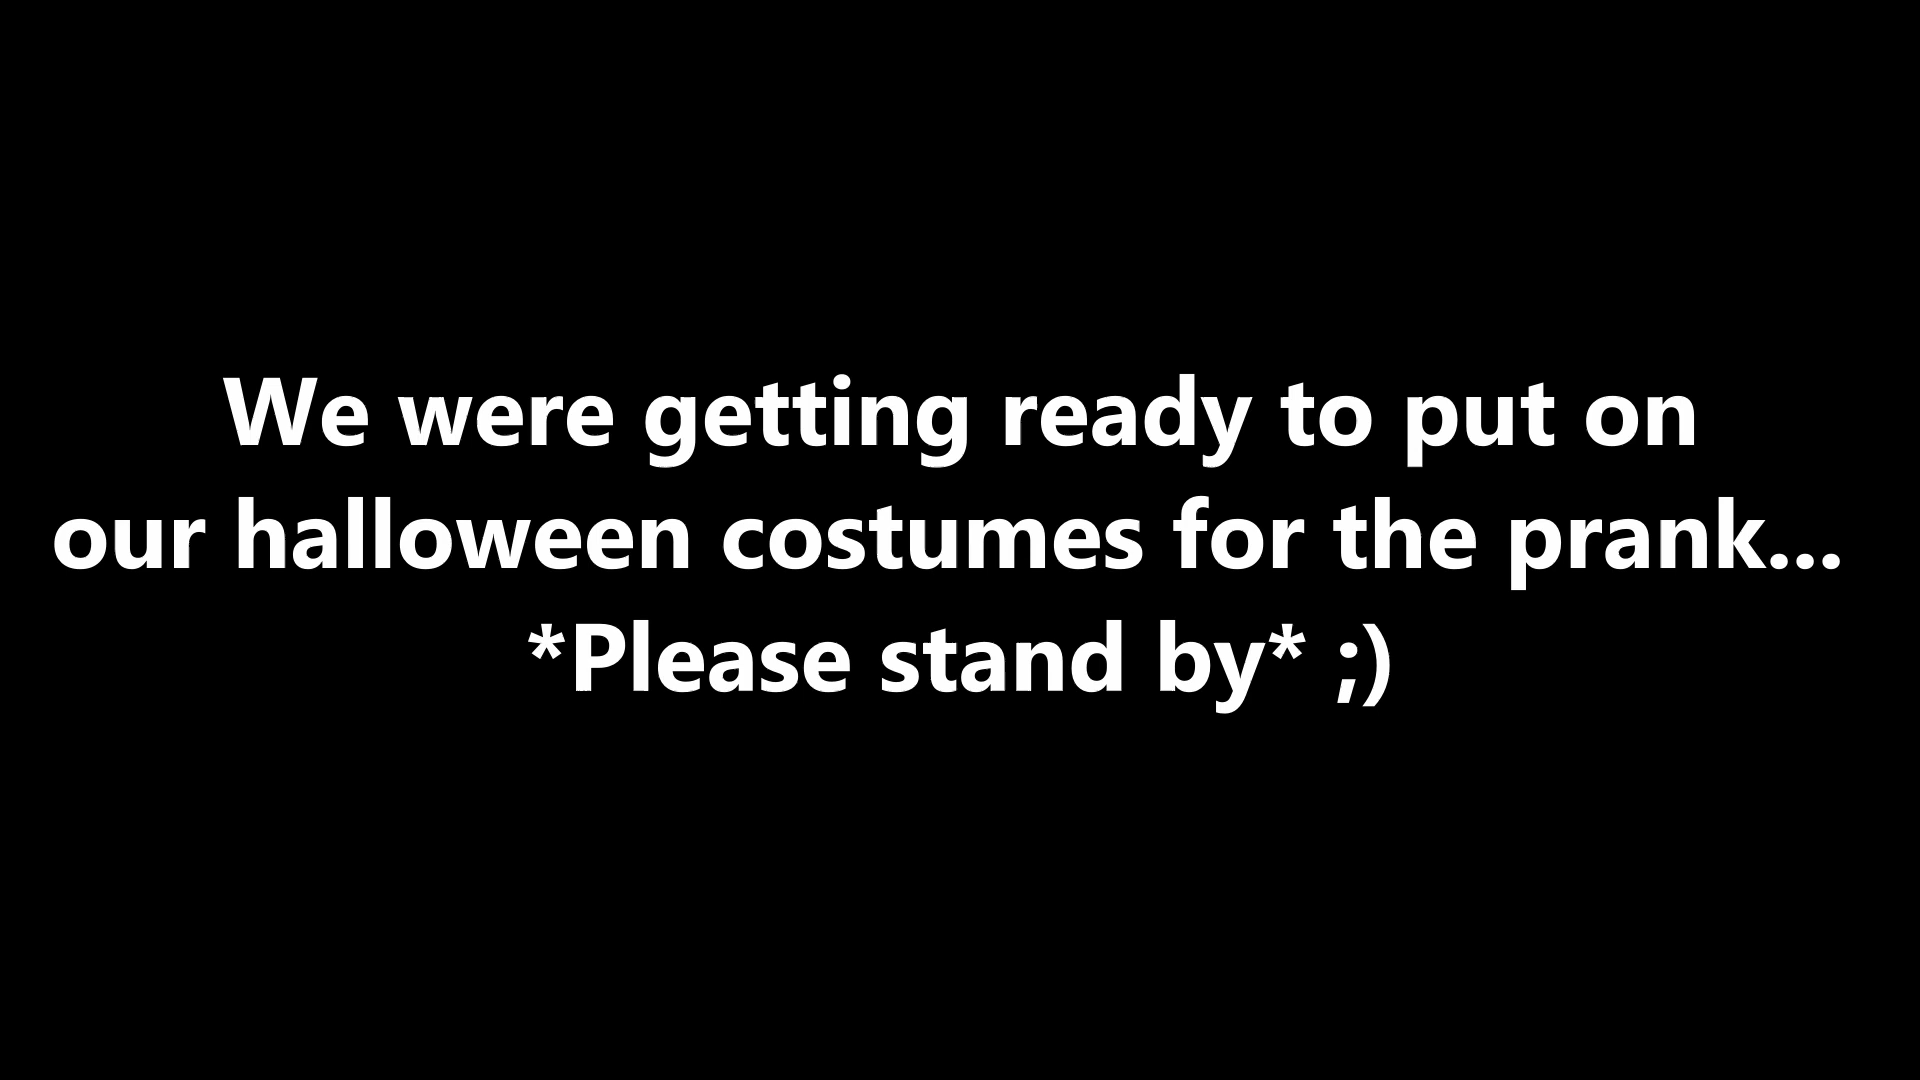 We were getting ready to put on
our halloween costumes for the prank...
*Please stand by* ;)